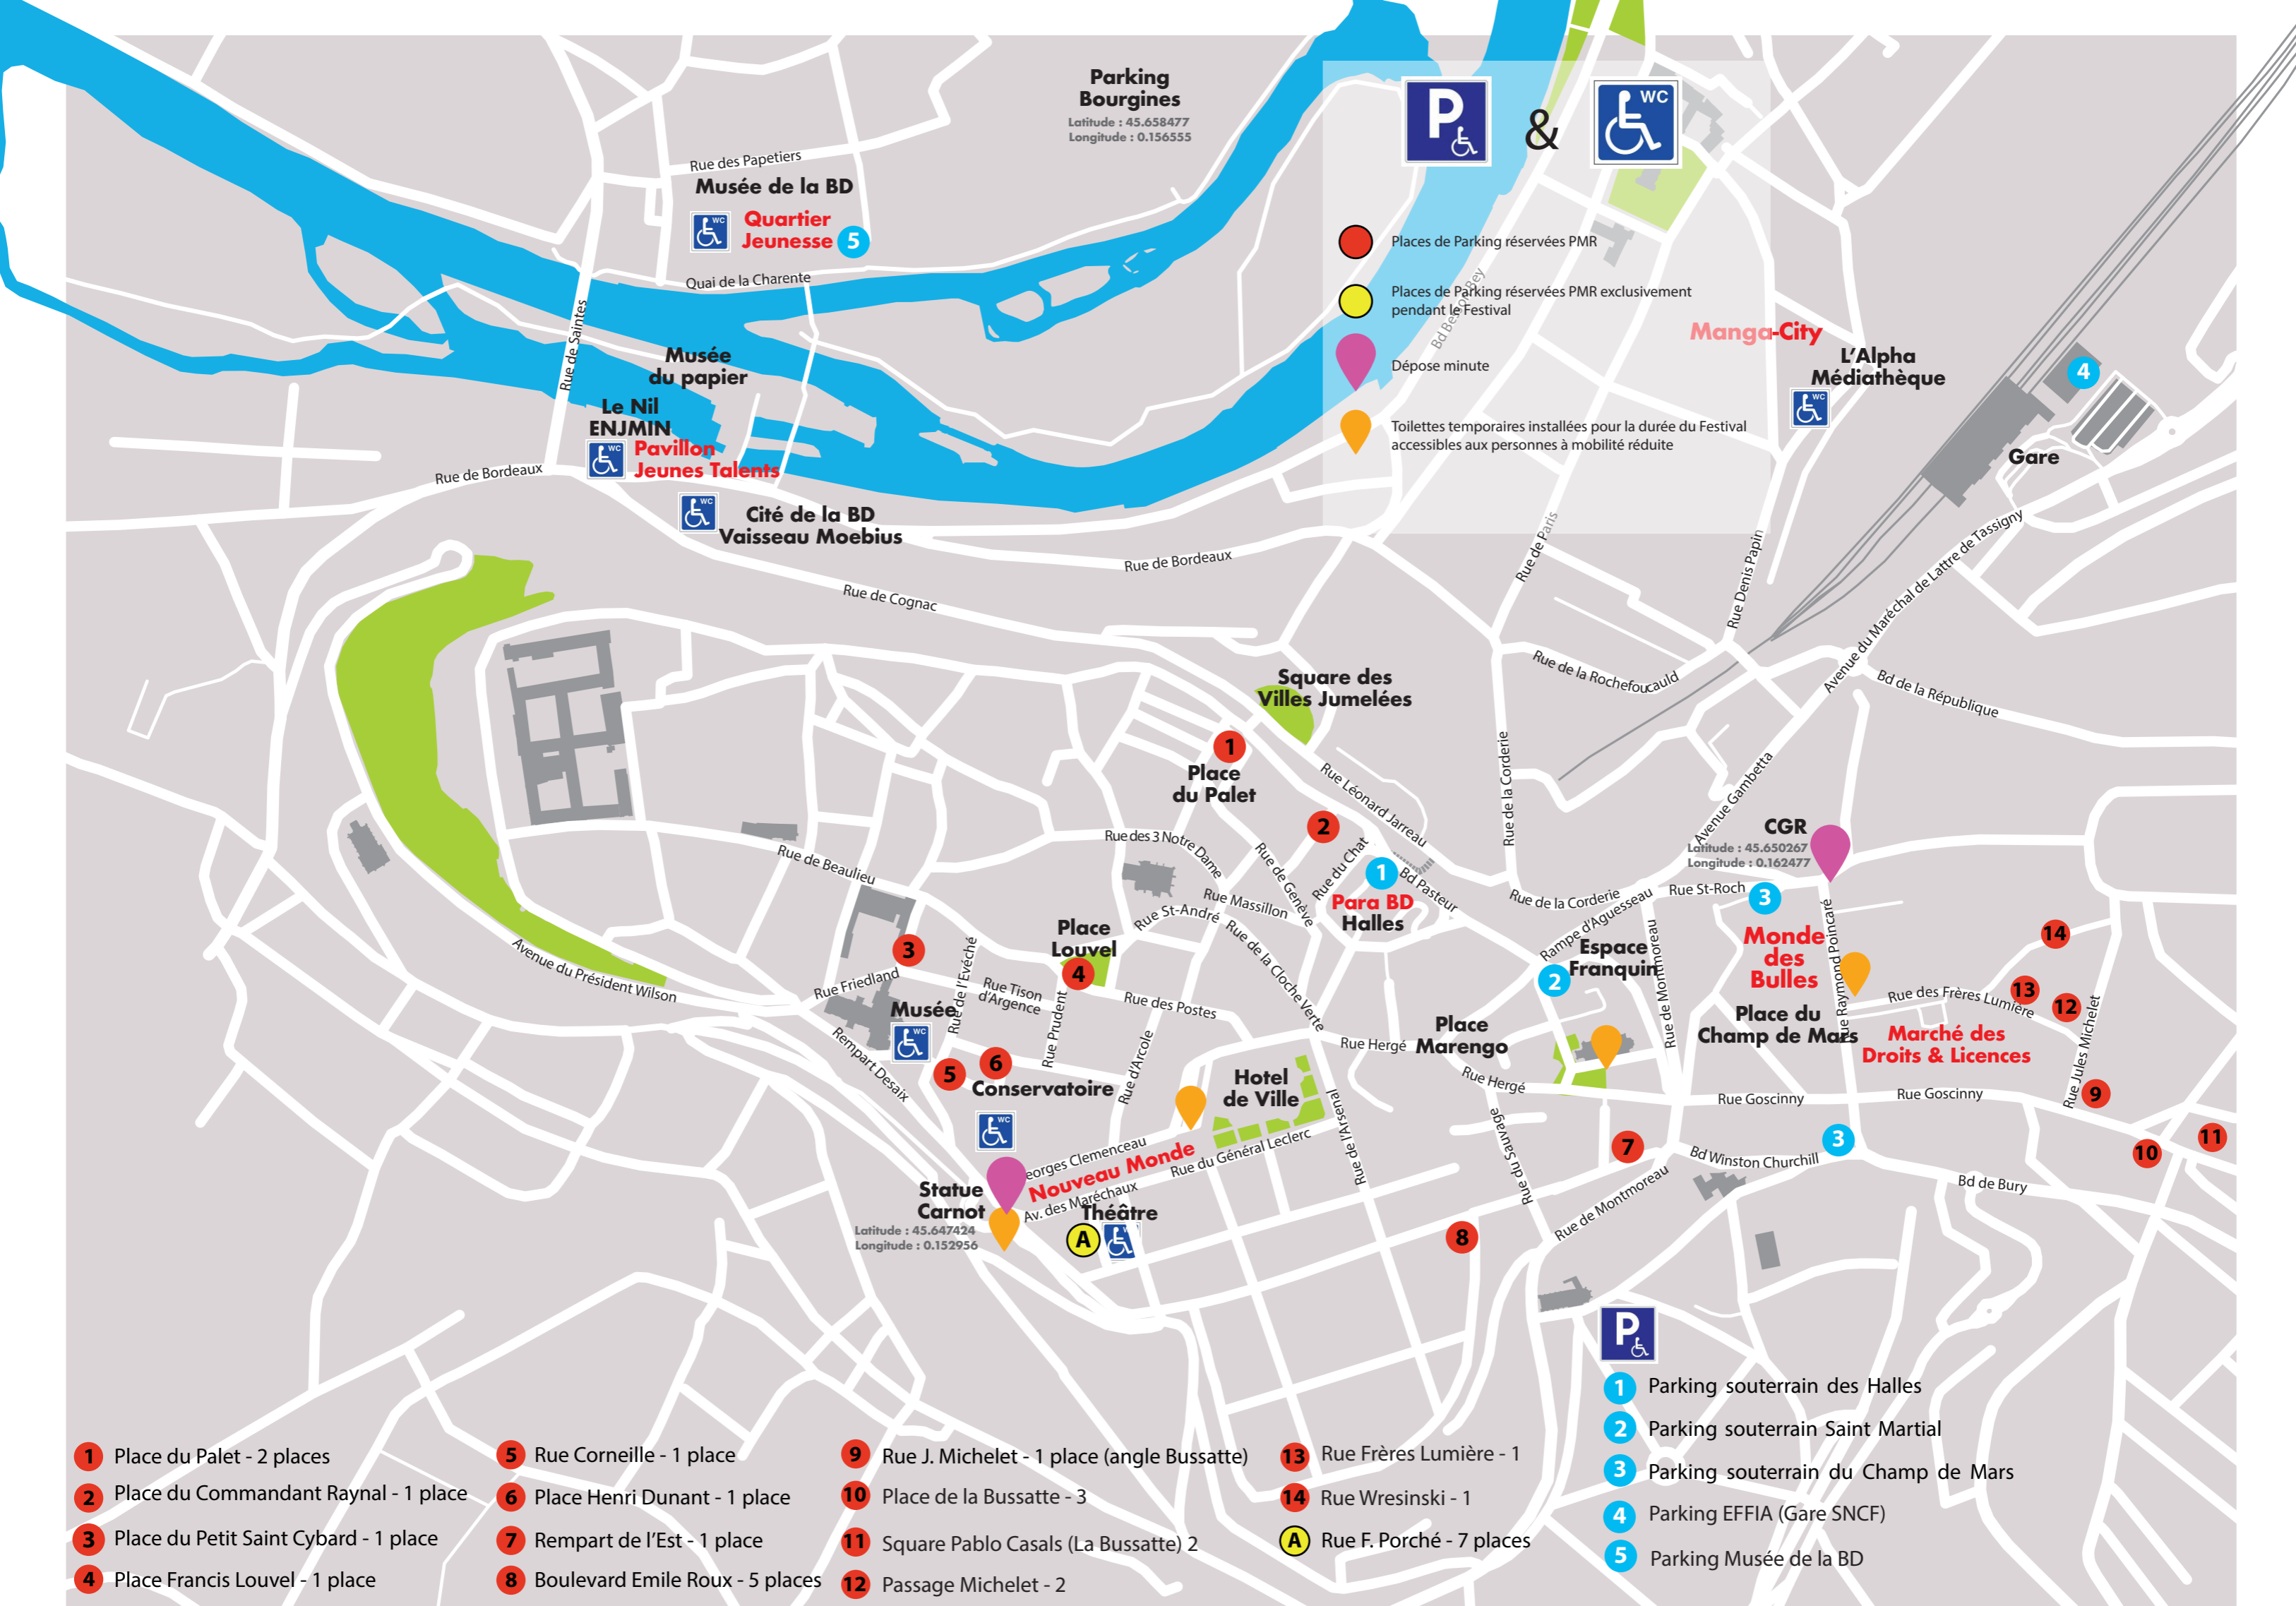 Parking
Bourgines
Latitude : 45.658477
Longitude : 0.156555
P
&
WC
Places de Parking réservées PMR
Places de Parking réservées PMR exclusivement
pendant le Festival
Dépose minute
Toilettes temporaires installées pour la durée du Festival
accessibles aux personnes à mobilité réduite
Rue des Papetiers
Musée de la BD
WC
Quartier
Jeunesse
5
Quai de la Charente
Rue de Saintes
Musée
du papier
Le Nil
ENJMIN
WC
Pavillon
Jeunes Talents
Rue de Bordeaux
WC
Cité de la BD
Vaisseau Moebius
Rue de Bordeaux
Rue de Cognac
Manga-City
L'Alpha
Médiathèque
WC
4
Gare
Rue de Paris
Rue Denis Papin
Avenue du Maréchal de Lattre de Tassigny
Rue de la Rochefoucauld
Bd de la République
Square des
Villes Jumelées
1
Place
du Palet
Rue Léonard Jarreau
Rue de la Corderie
Avenue Gambetta
2
CGR
Latitude : 45.650267
Longitude : 0.162477
Rue des 3 Notre Dame
Rue de Genève
Rue du Chat
1
Bd Pasteur
Para BD
Halles
Rue de Beaulieu
Rue Massillon
Rue St-André
Rue de la Cloche Verte
Rue de la Corderie
Rampe d'Aguesseau
Rue St-Roch
3
Place
Louvel
4
3
Rue Friedland
Rue de l'Evéché
Rue Tison
d'Argence
Rue Prudent
Rue des Postes
Avenue du Président Wilson
Espace
Franquin
2
Rue de Montmoreau
Monde
des
Bulles
Rue Raymond Poincaré
14
13
12
Rue des Frères Lumière
Place du
Champ de Mars
Marché des
Droits & Licences
Rue Jules Michelet
Musée
WC
Rempart Desaix
5
6
Conservatoire
WC
Rue d'Arcole
Rue Hergé
Place
Marengo
Rue Hergé
Hotel
de Ville
Rue Goscinny
Rue Goscinny
9
Rue de l'Arsenal
Rue du Sauvage
7
3
Bd Winston Churchill
10
11
Bd de Bury
eorges Clemenceau
Nouveau Monde
Rue du Général Leclerc
Av. des Maréchaux
Statue
Carnot
Latitude : 45.647424
Longitude : 0.152956
Théâtre
A
8
Rue de Montmoreau
P
1 Parking souterrain des Halles
2 Parking souterrain Saint Martial
3 Parking souterrain du Champ de Mars
4 Parking EFFIA (Gare SNCF)
5 Parking Musée de la BD
1 Place du Palet - 2 places
2 Place du Commandant Raynal - 1 place
3 Place du Petit Saint Cybard - 1 place
4 Place Francis Louvel - 1 place
5 Rue Corneille - 1 place
6 Place Henri Dunant - 1 place
7 Rempart de l'Est - 1 place
8 Boulevard Emile Roux - 5 places
9 Rue J. Michelet - 1 place (angle Bussatte)
10 Place de la Bussatte - 3
11 Square Pablo Casals (La Bussatte) 2
12 Passage Michelet - 2
13 Rue Frères Lumière - 1
14 Rue Wresinski - 1
A Rue F. Porché - 7 places